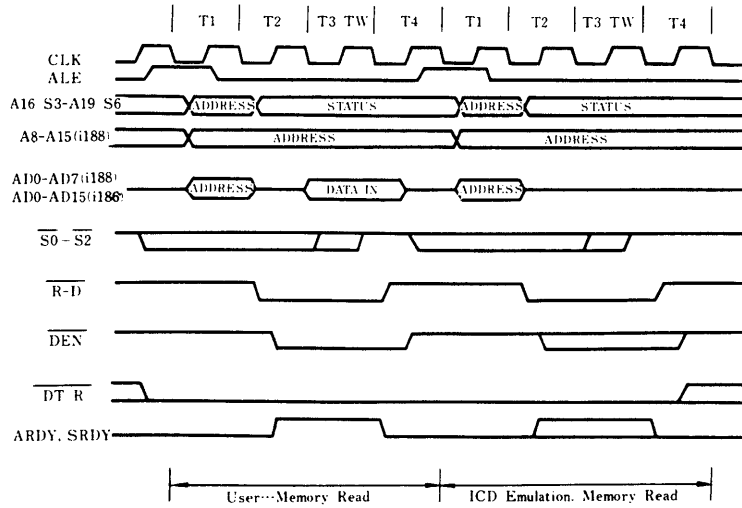 T1 T2 T3 TW T4 T1 T2 T3 TW T4
CLK
ALE
A16 S3-A19 S6 ADDRESS STATUS ADDRESS STATUS
A8-A15(i188) ADDRESS ADDRESS
AD0-AD7(i188)
AD0-AD15(i186) ADDRESS DATA IN ADDRESS
S0-S2
R-D
DEN
DT R
ARDY, SRDY
User···Memory Read ICD Emulation. Memory Read